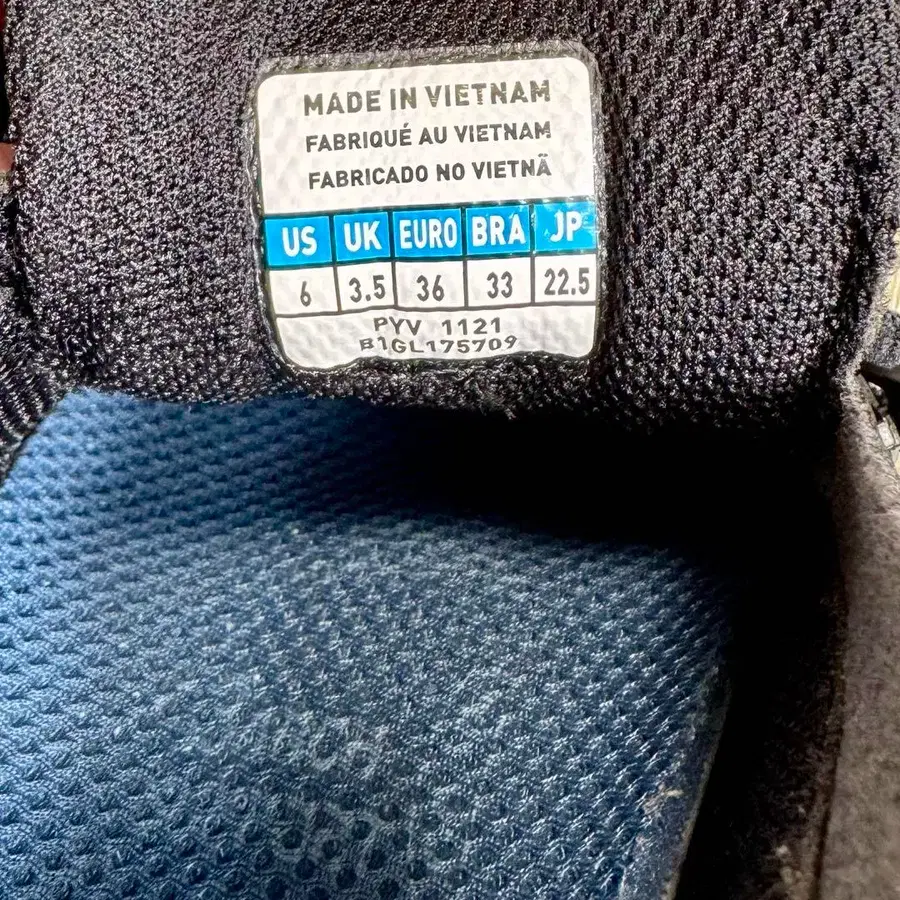 MADE IN VIETNAM
FABRIQUÉ AU VIETNAM
FABRICADO NO VIETNÃ
US UK EURO BRA JP
6 3.5 36 33 22.5
PYV 1121
B1GL175709